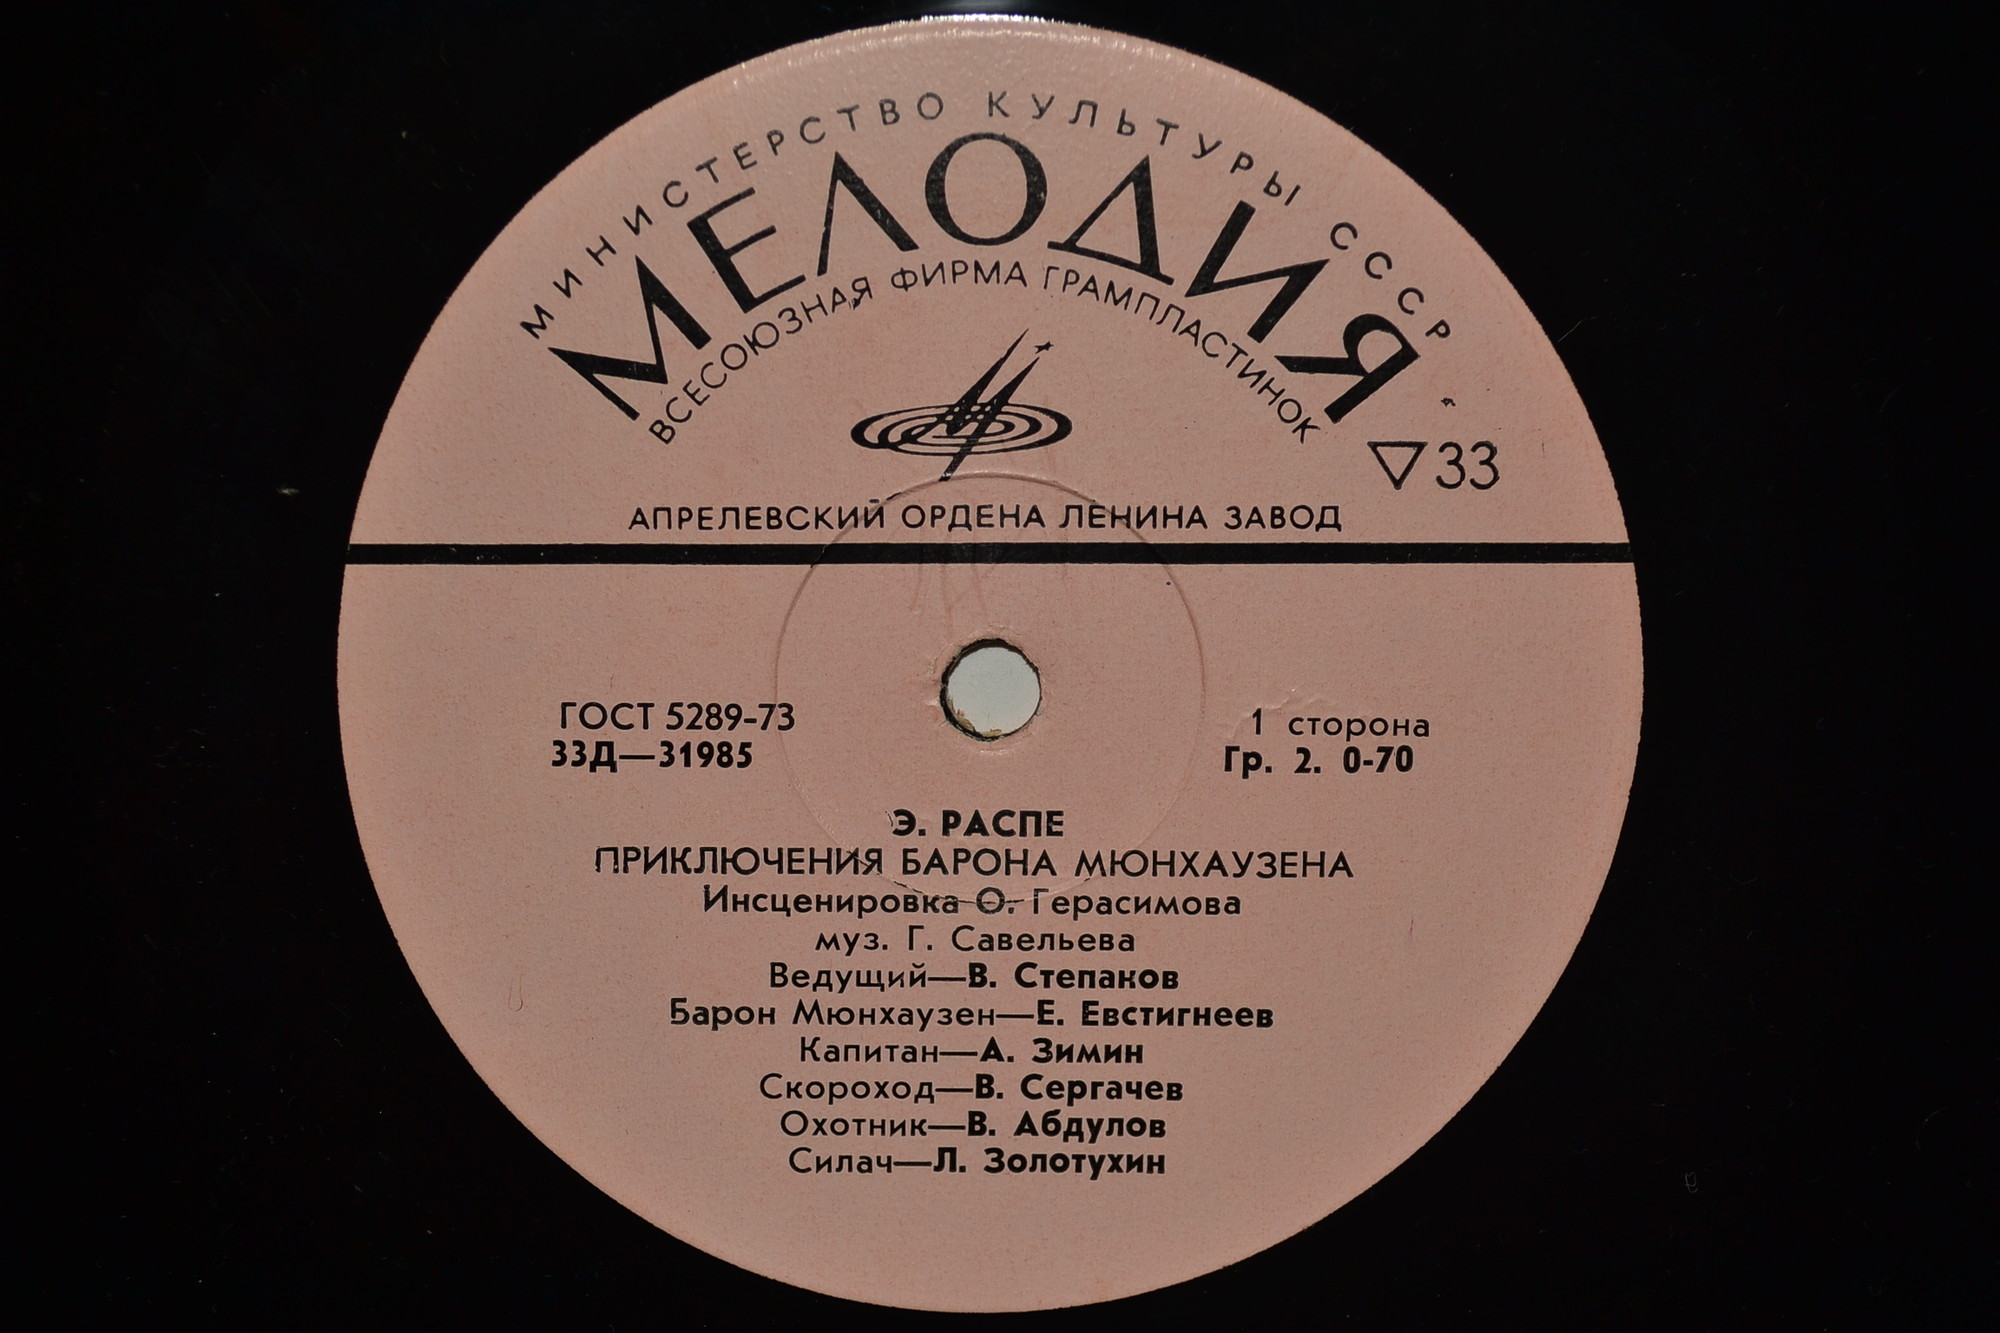 МИНИСТЕРСТВО КУЛЬТУРЫ СССР
МЕЛОДИЯ
ВСЕСОЮЗНАЯ ФИРМА ГРАМПЛАСТИНОК
33
АПРЕЛЕВСКИЙ ОРДЕНА ЛЕНИНА ЗАВОД
ГОСТ 5289-73
33Д—31985
1 сторона
Гр. 2. 0-70
Э. РАСПЕ
ПРИКЛЮЧЕНИЯ БАРОНА МЮНХАУЗЕНА
Инсценировка О. Герасимова
муз. Г. Савельева
Ведущий—В. Степаков
Барон Мюнхаузен—Е. Евстигнеев
Капитан—А. Зимин
Скороход—В. Сергачев
Охотник—В. Абдулов
Силач—Л. Золотухин